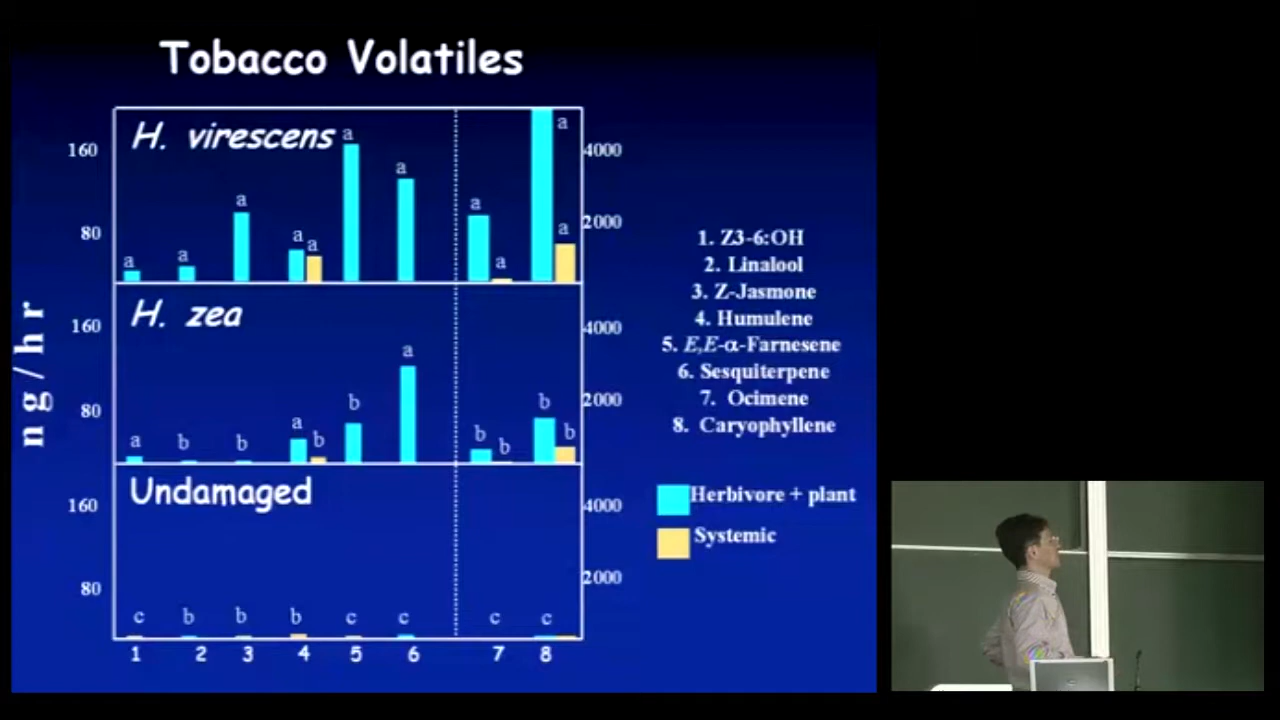 Tobacco Volatiles
H. virescens
160
80
4000
2000
a a a a a a a a a a a
H. zea
160
80
4000
2000
a b b a b b a b b b b
Undamaged
160
80
4000
2000
c b b b c c c c
1 2 3 4 5 6 7 8
ng/hr
1. Z3-6:OH
2. Linalool
3. Z-Jasmone
4. Humulene
5. E,E-α-Farnesene
6. Sesquiterpene
7. Ocimene
8. Caryophyllene
Herbivore + plant
Systemic